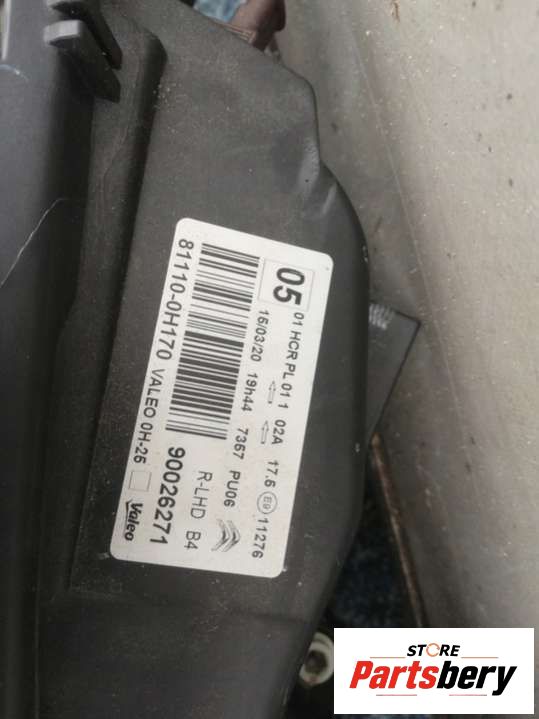 05 01 HCR PL 01 1 02A 17.6 E9 11276
16/03/20 19h44 7357 PU06
R-LHD B4
90026271
81110-0H170 VALEO 0H-26
Valeo
STORE
Partsbery